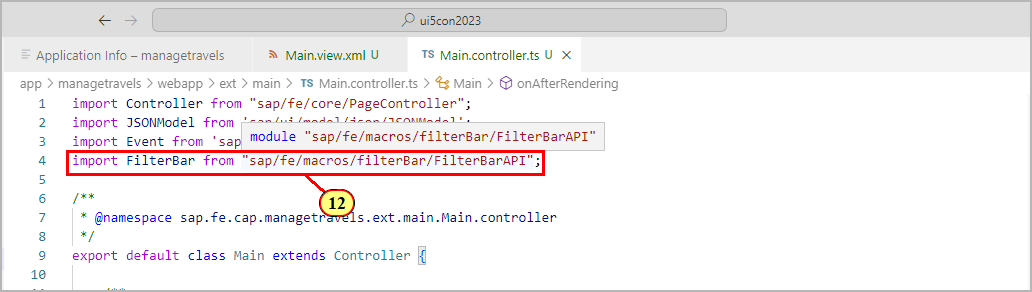 ui5con2023
Application Info – managetravels
Main.view.xml U
TS Main.controller.ts U
app > managetravels > webapp > ext > main > TS Main.controller.ts > Main > onAfterRendering
1 import Controller from "sap/fe/core/PageController";
2 import JSONModel from 'sap/ui/model/json/JSONModel';
module "sap/fe/macros/filterBar/FilterBarAPI"
3 import Event from 'sap
4 import FilterBar from "sap/fe/macros/filterBar/FilterBarAPI";
5
12
6 /**
7 * @namespace sap.fe.cap.managetravels.ext.main.Main.controller
8 */
9 export default class Main extends Controller {
10
/**